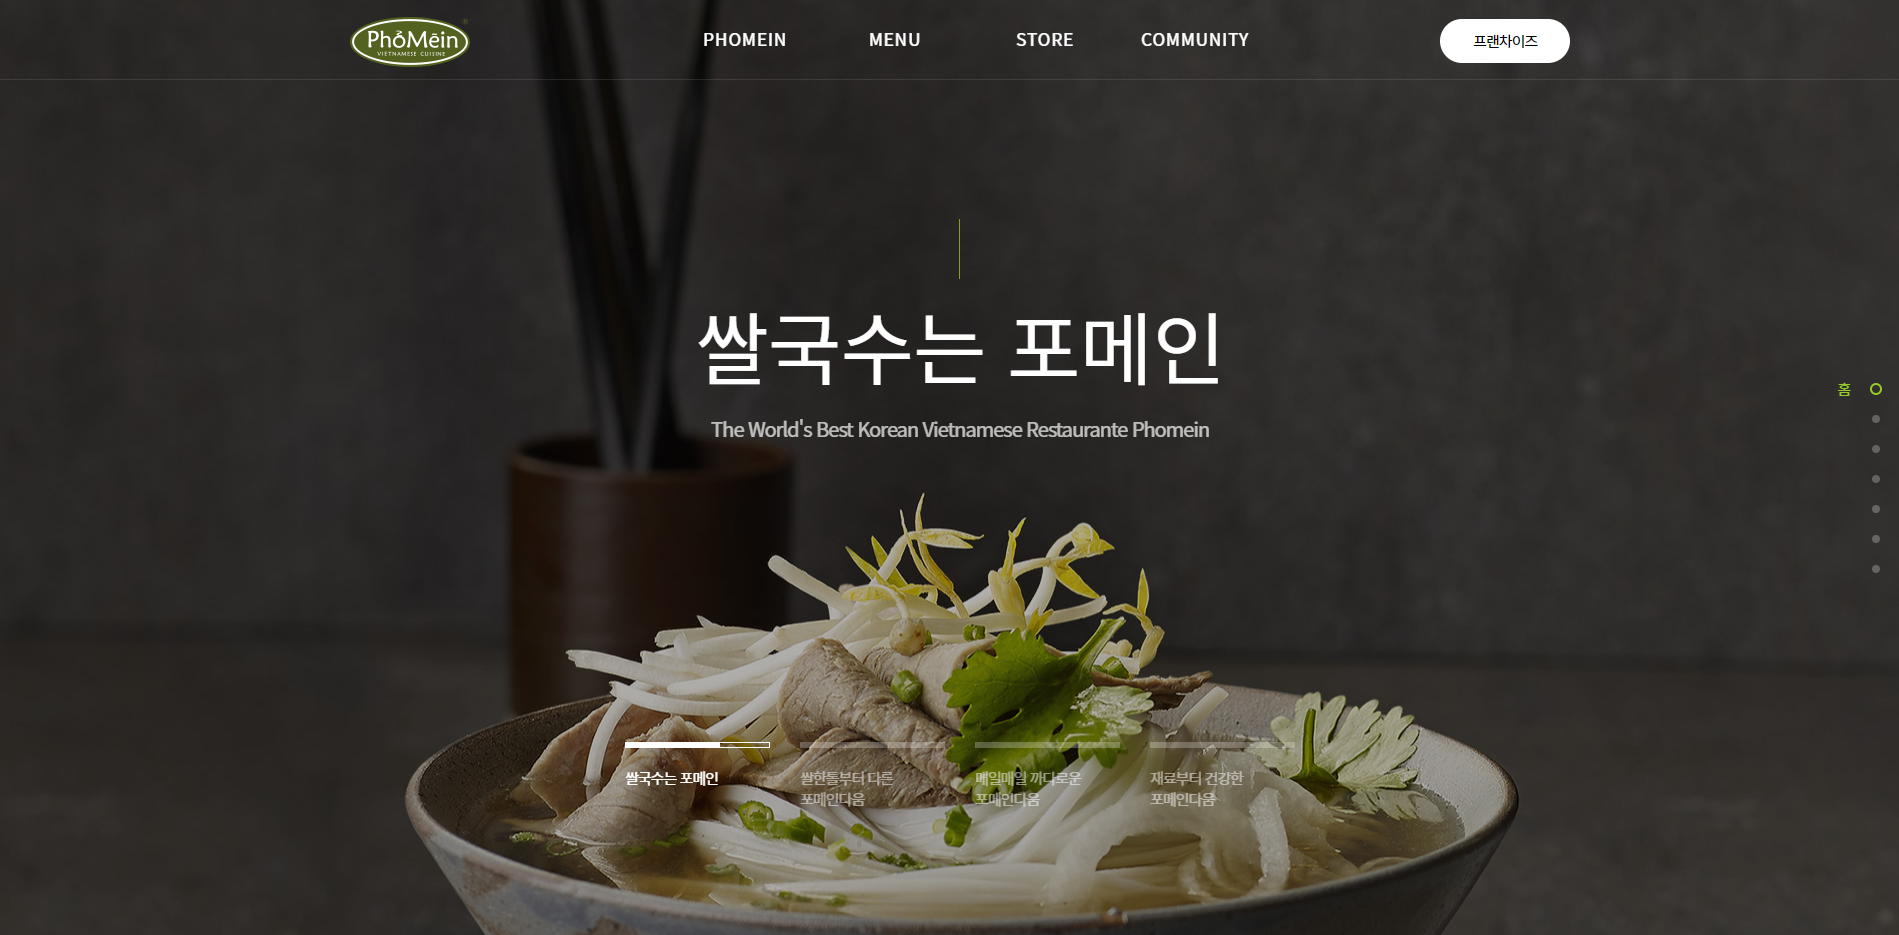 PhỏMēin
VIETNAMESE CUISINE
PHOMEIN
MENU
STORE
COMMUNITY
프랜차이즈
쌀국수는 포메인
The World's Best Korean Vietnamese Restaurante Phomein
홈
쌀국수는 포메인
쌀한톨부터 다른
포메인다움
매일매일 까다로운
포메인다움
재료부터 건강한
포메인다움